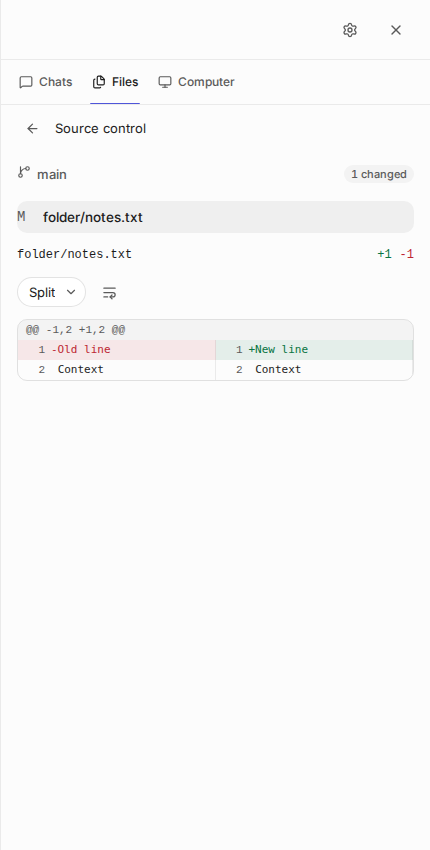 Chats Files Computer
Source control
main 1 changed
M folder/notes.txt
folder/notes.txt +1 -1
Split
@@ -1,2 +1,2 @@
1 -Old line 1 +New line
2 Context 2 Context